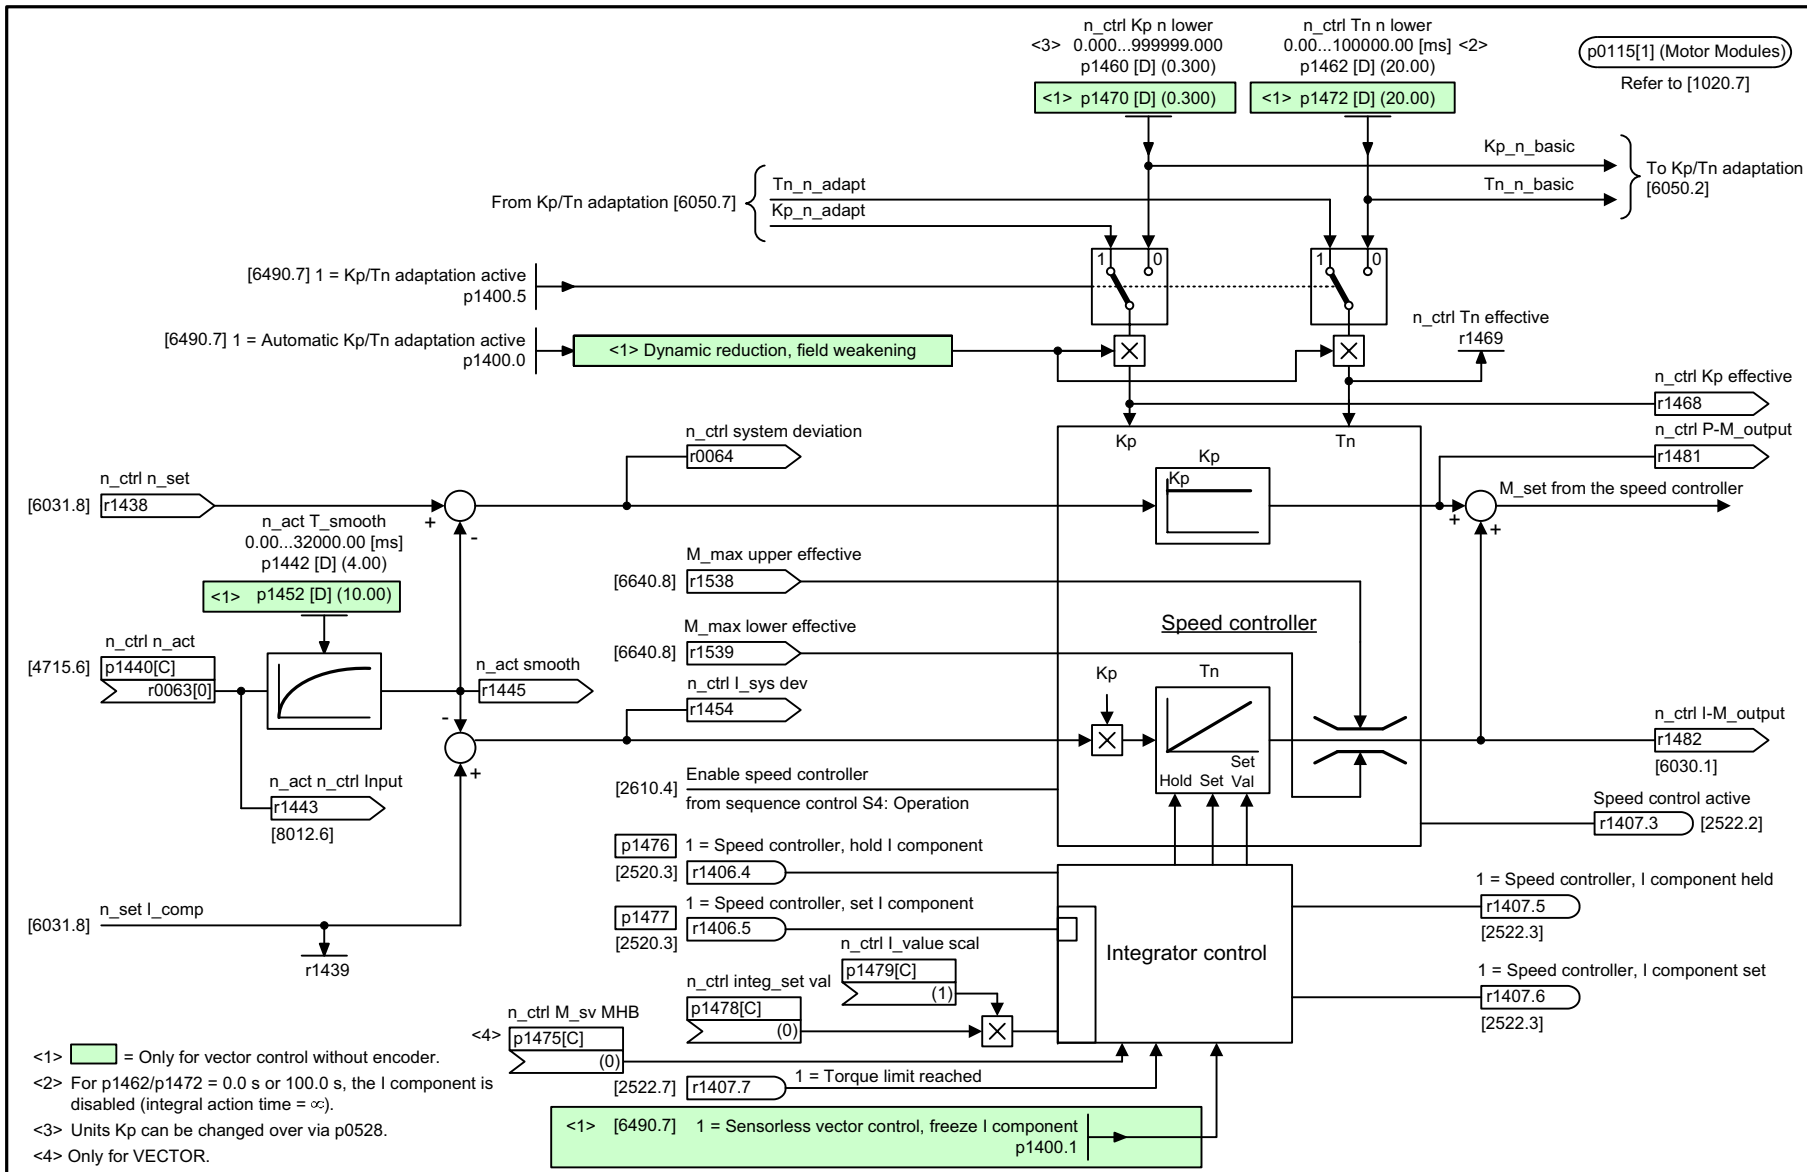 n_ctrl Kp n lower
<3> 0.000...999999.000
p1460 [D] (0.300)
<1> p1470 [D] (0.300)
n_ctrl Tn n lower
0.00...100000.00 [ms] <2>
p1462 [D] (20.00)
<1> p1472 [D] (20.00)
p0115[1] (Motor Modules)
Refer to [1020.7]
Kp_n_basic
Tn_n_basic
To Kp/Tn adaptation
[6050.2]
From Kp/Tn adaptation [6050.7]
Tn_n_adapt
Kp_n_adapt
1 0
1 0
[6490.7] 1 = Kp/Tn adaptation active
p1400.5
[6490.7] 1 = Automatic Kp/Tn adaptation active
p1400.0
<1> Dynamic reduction, field weakening
n_ctrl Tn effective
r1469
n_ctrl Kp effective
r1468
n_ctrl P-M_output
r1481
M_set from the speed controller
+
+
Kp
Tn
Kp
Kp
n_ctrl system deviation
r0064
n_ctrl n_set
[6031.8] r1438
+
-
n_act T_smooth
0.00...32000.00 [ms]
p1442 [D] (4.00)
<1> p1452 [D] (10.00)
M_max upper effective
[6640.8] r1538
Speed controller
M_max lower effective
[6640.8] r1539
n_ctrl n_act
[4715.6] p1440[C]
r0063[0]
n_act smooth
r1445
n_ctrl I_sys dev
r1454
-
+
Kp
Tn
Hold Set Set
Val
n_ctrl I-M_output
r1482
[6030.1]
n_act n_ctrl Input
r1443
[8012.6]
[2610.4] Enable speed controller
from sequence control S4: Operation
Speed control active
r1407.3 [2522.2]
p1476 1 = Speed controller, hold I component
[2520.3] r1406.4
p1477 1 = Speed controller, set I component
[2520.3] r1406.5
Integrator control
1 = Speed controller, I component held
r1407.5
[2522.3]
1 = Speed controller, I component set
r1407.6
[2522.3]
[6031.8] n_set I_comp
r1439
n_ctrl I_value scal
p1479[C]
(1)
n_ctrl integ_set val
p1478[C]
(0)
n_ctrl M_sv MHB
<4> p1475[C]
(0)
[2522.7] r1407.7 1 = Torque limit reached
<1> [6490.7] 1 = Sensorless vector control, freeze I component
p1400.1
<1> = Only for vector control without encoder.
<2> For p1462/p1472 = 0.0 s or 100.0 s, the I component is
disabled (integral action time = ∞).
<3> Units Kp can be changed over via p0528.
<4> Only for VECTOR.